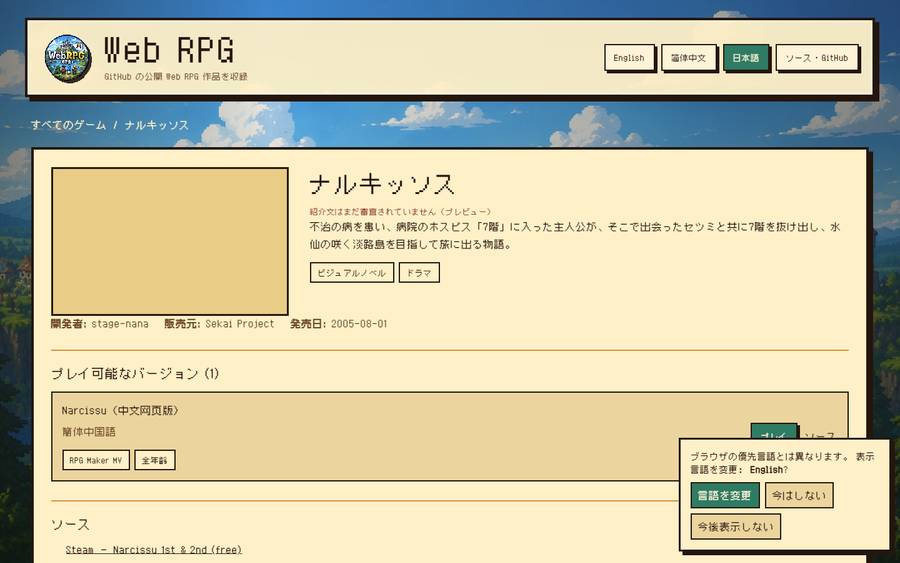 WebRPG
Web RPG
GitHub の公開 Web RPG 作品を収録
English
简体中文
日本語
ソース・GitHub
すべてのゲーム / ナルキッソス
ナルキッソス
紹介文はまだ審査されていません（プレビュー）
不治の病を患い、病院のホスピス「7階」に入った主人公が、そこで出会ったセツミと共に7階を抜け出し、水
仙の咲く淡路島を目指して旅に出る物語。
ビジュアルノベル
ドラマ
開発者: stage-nana 販売元: Sekai Project 発売日: 2005-08-01
プレイ可能なバージョン (1)
Narcissu（中文网页版）
簡体中国語
プレイ ソース
RPG Maker MV
全年齢
ブラウザの優先言語とは異なります。 表示
言語を変更: English?
言語を変更
今はしない
今後表示しない
ソース
Steam — Narcissu 1st & 2nd (free)